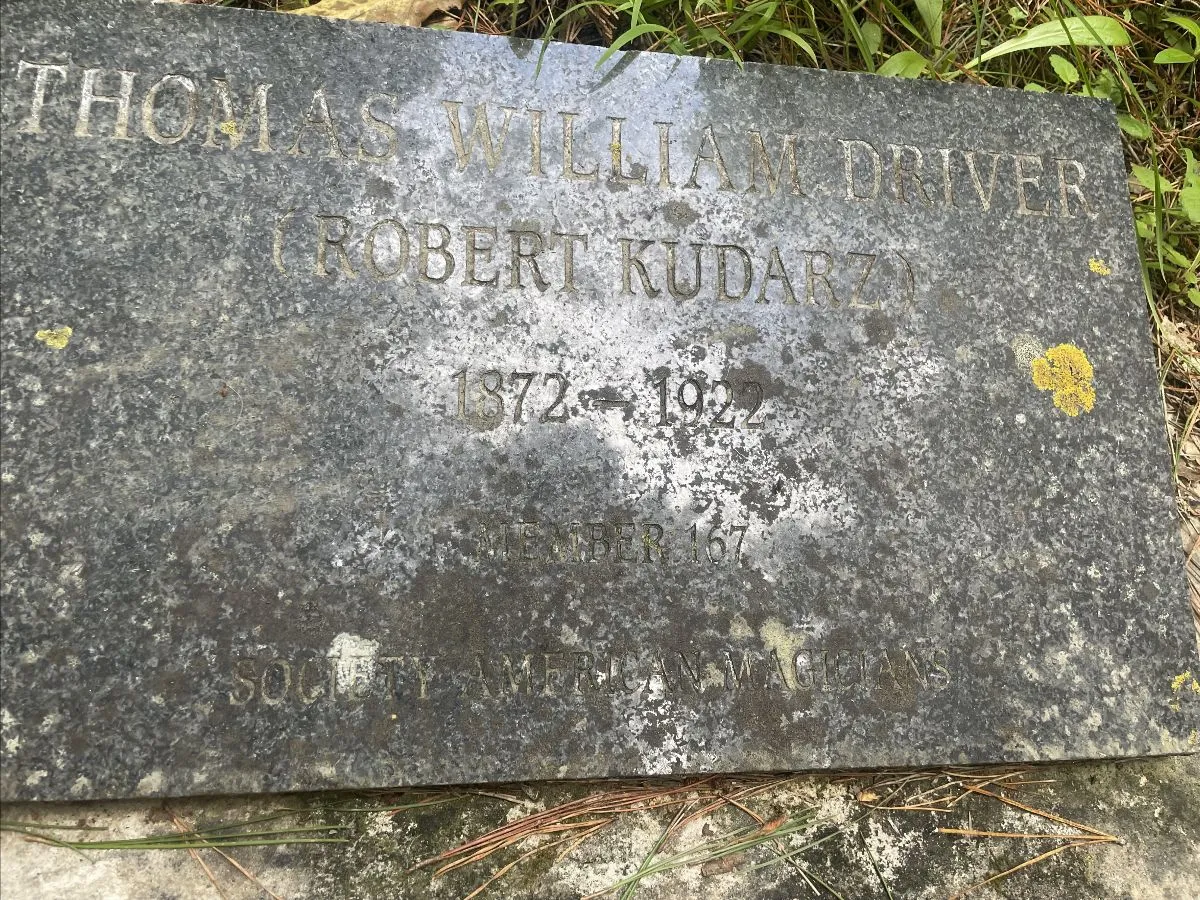 THOMAS WILLIAM DRIVER
(ROBERT KUDARZ)
1872 – 1922
MEMBER 167
SOCIETY AMERICAN MAGICIANS